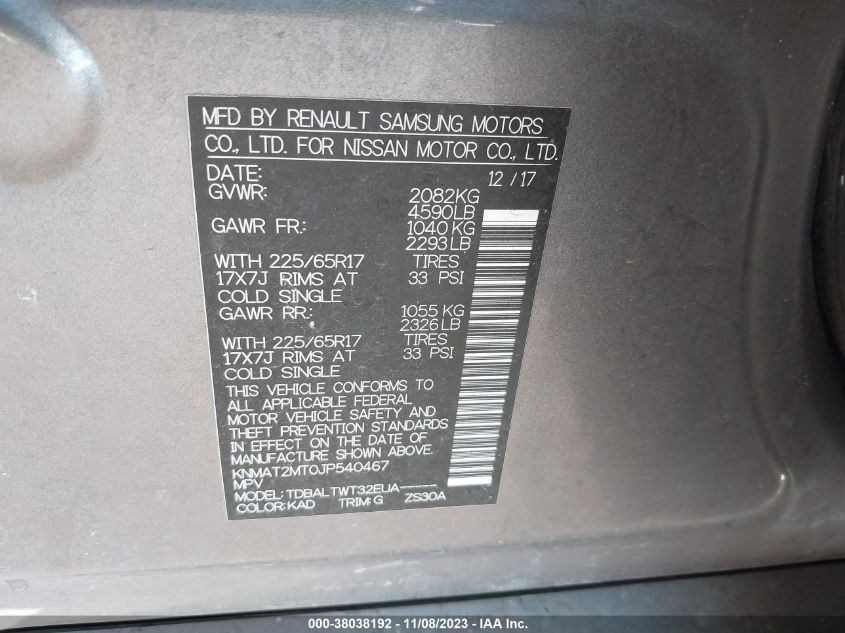 MFD BY RENAULT SAMSUNG MOTORS
CO., LTD. FOR NISSAN MOTOR CO., LTD.
DATE: 12 / 17
GVWR: 2082KG
4590LB
GAWR FR.: 1040 KG
2293 LB
WITH 225/65R17 TIRES
17X7J RIMS AT 33 PSI
COLD SINGLE
GAWR RR.: 1055 KG
2326 LB
WITH 225/65R17 TIRES
17X7J RIMS AT 33 PSI
COLD SINGLE
THIS VEHICLE CONFORMS TO
ALL APPLICABLE FEDERAL
MOTOR VEHICLE SAFETY AND
THEFT PREVENTION STANDARDS
IN EFFECT ON THE DATE OF
MANUFACTURE SHOWN ABOVE.
KNMAT2MT0JP540467
MPV
MODEL: TDBALTWT32EUA-----
COLOR: KAD TRIM: G ZS30A
000-38038192 - 11/08/2023 - IAA Inc.